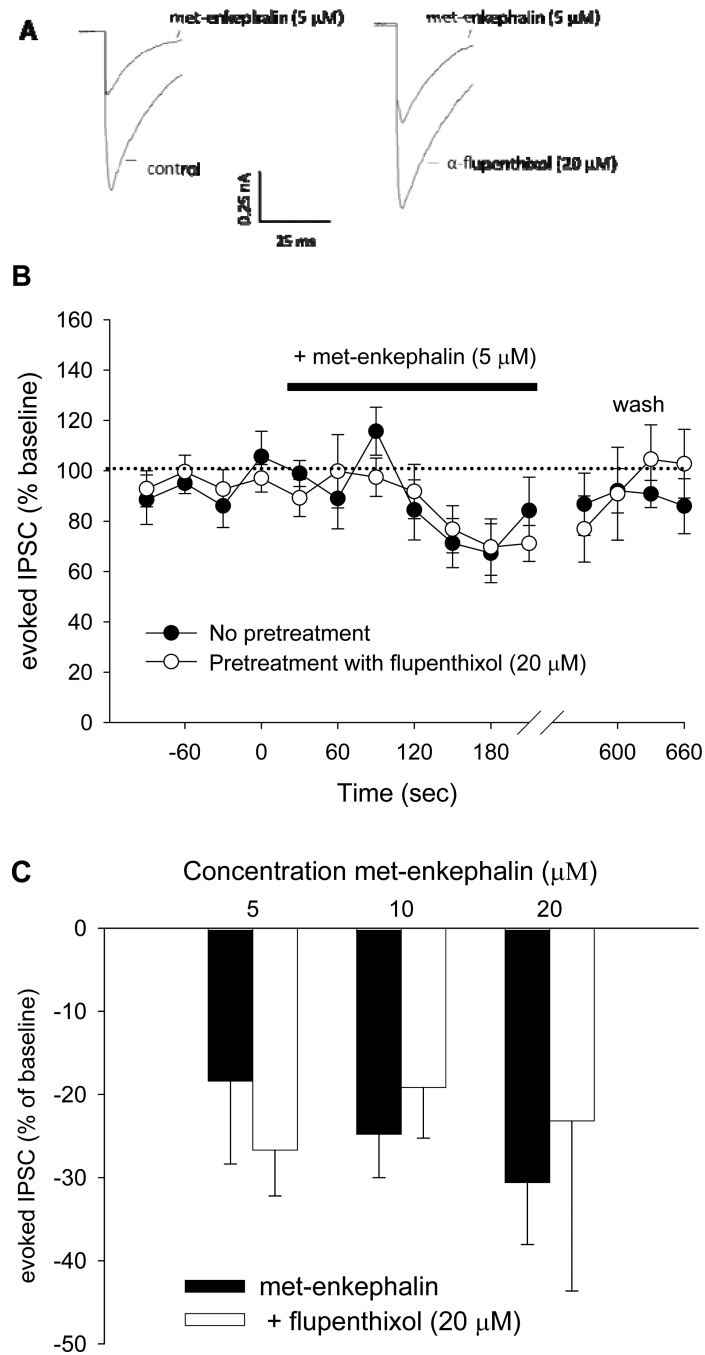 A
met-enkephalin (5 μM)
met-enkephalin (5 μM)
control
α-flupenthixol (20 μM)
0.25 nA
25 ms
B
160
140
120
100
80
60
40
20
0
evoked IPSC (% baseline)
+ met-enkephalin (5 μM)
wash
No pretreatment
Pretreatment with flupenthixol (20 μM)
-60 0 60 120 180 600 660
Time (sec)
C
Concentration met-enkephalin (μM)
5 10 20
0
-10
-20
-30
-40
-50
evoked IPSC (% of baseline)
met-enkephalin
+ flupenthixol (20 μM)